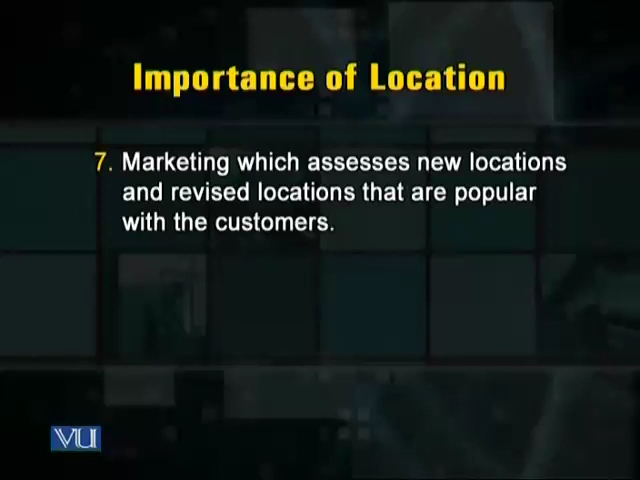 Importance of Location
7. Marketing which assesses new locations
and revised locations that are popular
with the customers.
VU